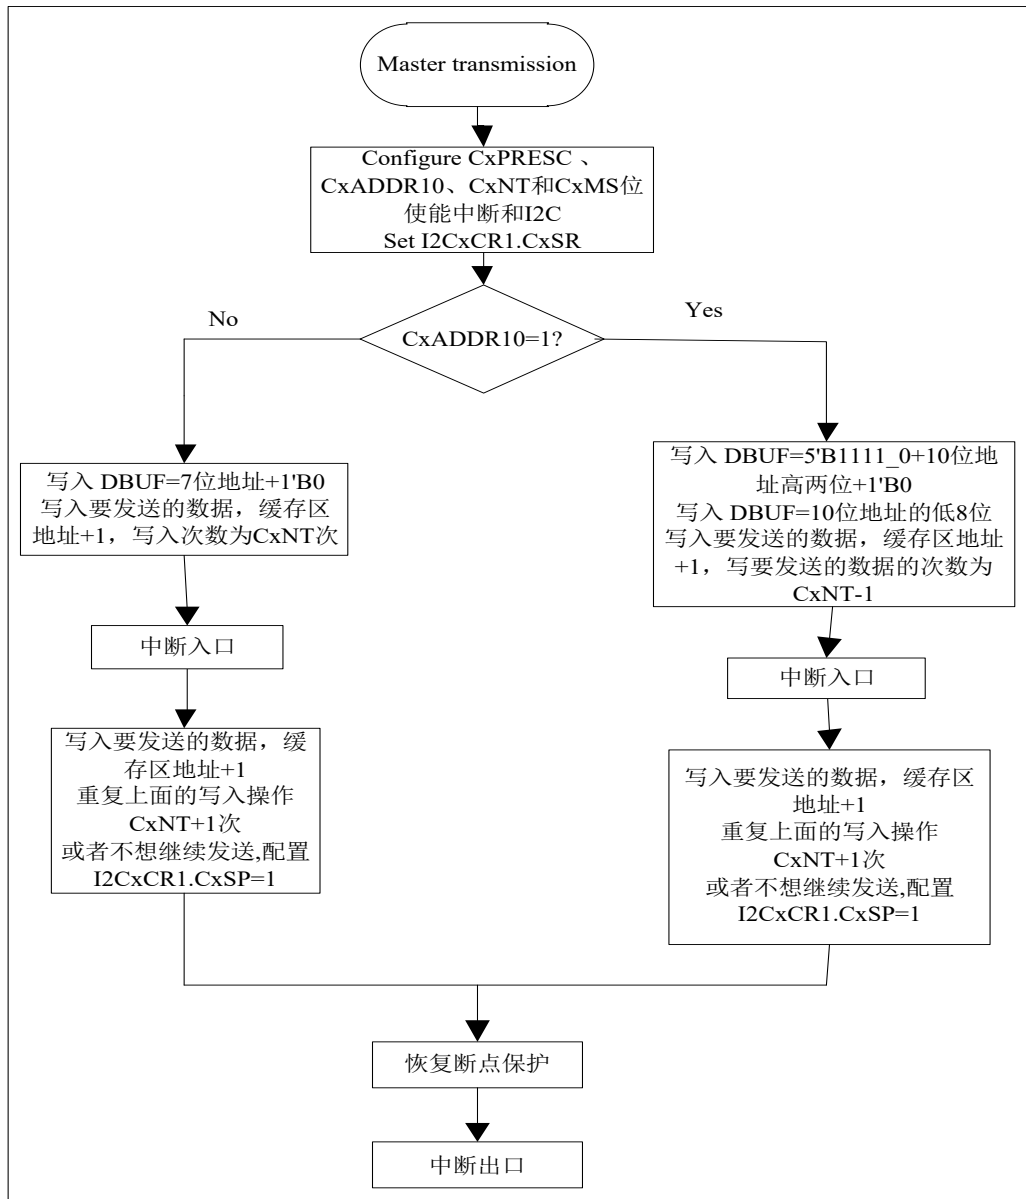 Master transmission
Configure CxPRESC 、
CxADDR10、CxNT和CxMS位
使能中断和I2C
Set I2CxCR1.CxSR
No
Yes
CxADDR10=1?
写入 DBUF=7位地址+1'B0
写入要发送的数据，缓存区
地址+1，写入次数为CxNT次
写入 DBUF=5'B1111_0+10位地
址高两位+1'B0
写入 DBUF=10位地址的低8位
写入要发送的数据，缓存区地址
+1，写要发送的数据的次数为
CxNT-1
中断入口
中断入口
写入要发送的数据，缓
存区地址+1
重复上面的写入操作
CxNT+1次
或者不想继续发送,配置
I2CxCR1.CxSP=1
写入要发送的数据，缓存区
地址+1
重复上面的写入操作
CxNT+1次
或者不想继续发送,配置
I2CxCR1.CxSP=1
恢复断点保护
中断出口